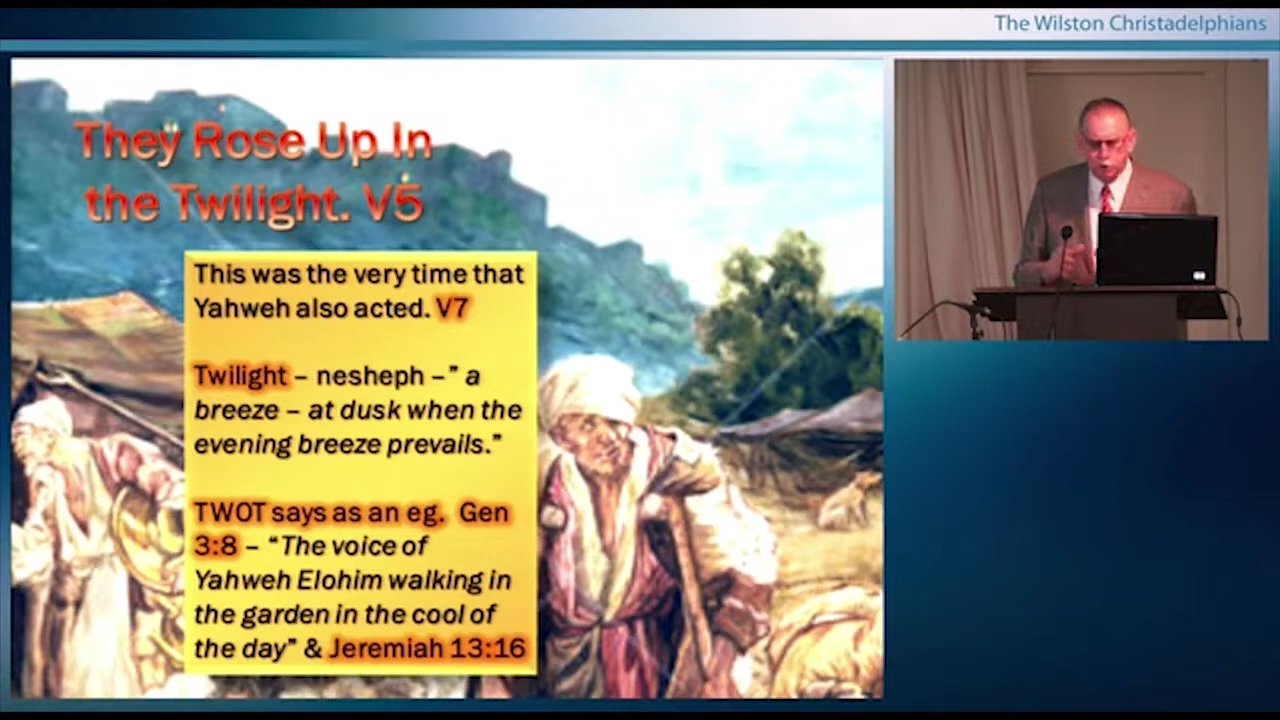 The Wilston Christadelphians
They Rose Up In
the Twilight. V5
This was the very time that
Yahweh also acted. V7
Twilight – nesheph –" a
breeze – at dusk when the
evening breeze prevails."
TWOT says as an eg. Gen
3:8 – "The voice of
Yahweh Elohim walking in
the garden in the cool of
the day" & Jeremiah 13:16